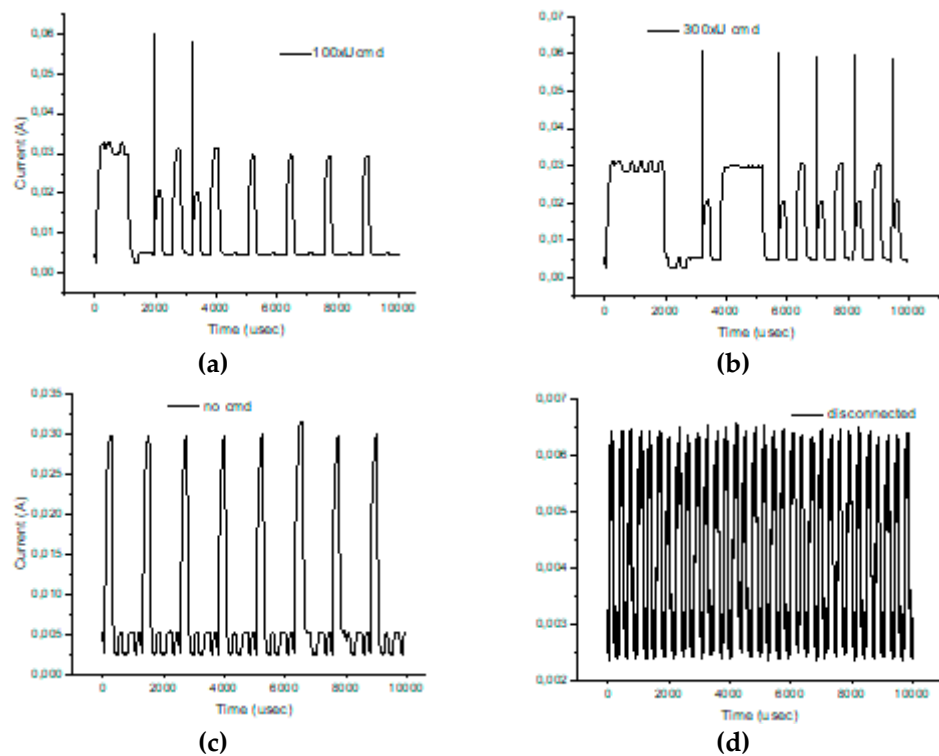 100xU cmd
0,06
0,05
0,04
0,03
0,02
0,01
0,00
Current (A)
0 2000 4000 6000 8000 10000
Time (usec)
(a)
300xU cmd
0,07
0,06
0,05
0,04
0,03
0,02
0,01
0,00
0 2000 4000 6000 8000 10000
Time (usec)
(b)
no cmd
0,035
0,030
0,025
0,020
0,015
0,010
0,005
0,000
Current (A)
0 2000 4000 6000 8000 10000
Time (usec)
(c)
disconnected
0,007
0,006
0,005
0,004
0,003
0,002
0 2000 4000 6000 8000 10000
Time (usec)
(d)